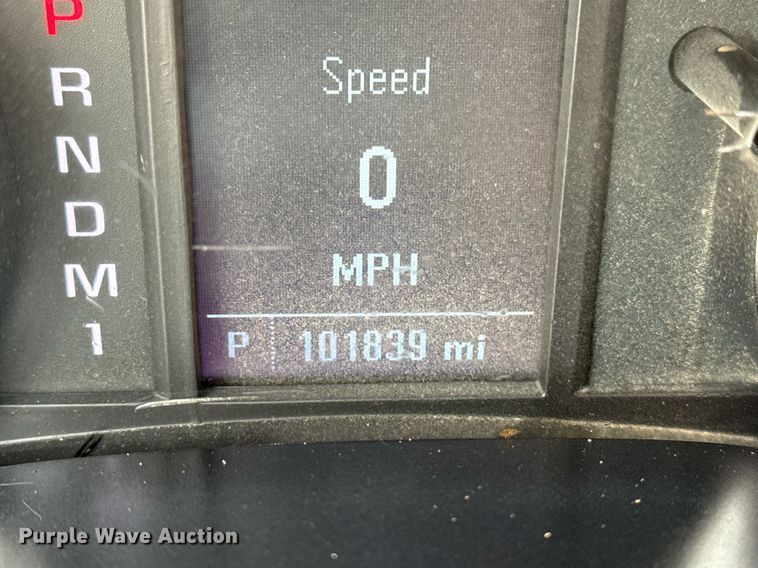 P
R
N
D
M
1
Speed
0
MPH
P 101839 mi
Purple Wave Auction